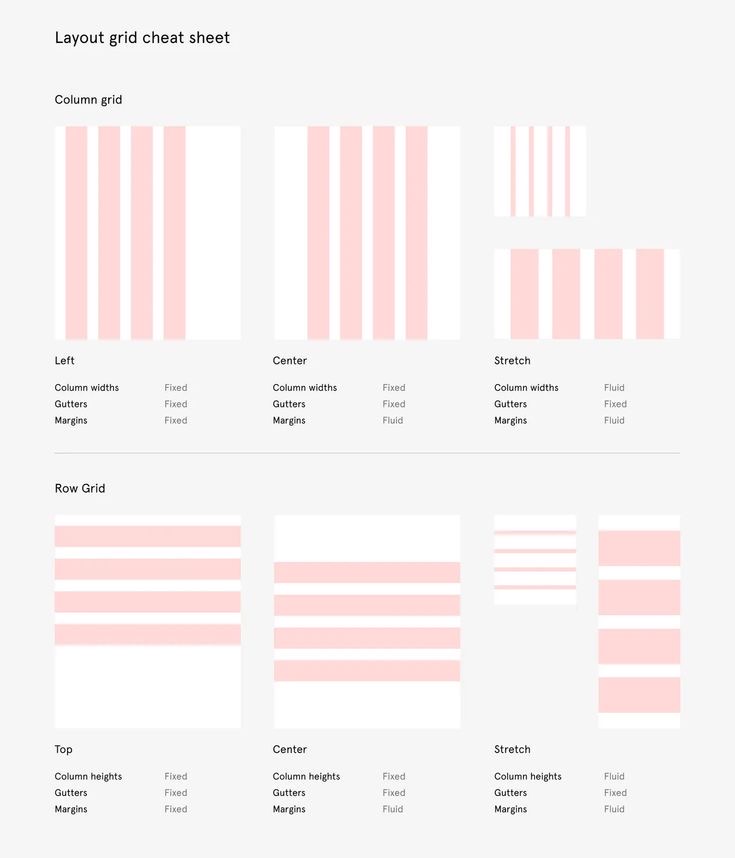 Layout grid cheat sheet
Column grid
Left
Column widths Fixed
Gutters Fixed
Margins Fixed
Center
Column widths Fixed
Gutters Fixed
Margins Fluid
Stretch
Column widths Fluid
Gutters Fixed
Margins Fluid
Row Grid
Top
Column heights Fixed
Gutters Fixed
Margins Fixed
Center
Column heights Fixed
Gutters Fixed
Margins Fluid
Stretch
Column heights Fluid
Gutters Fixed
Margins Fluid